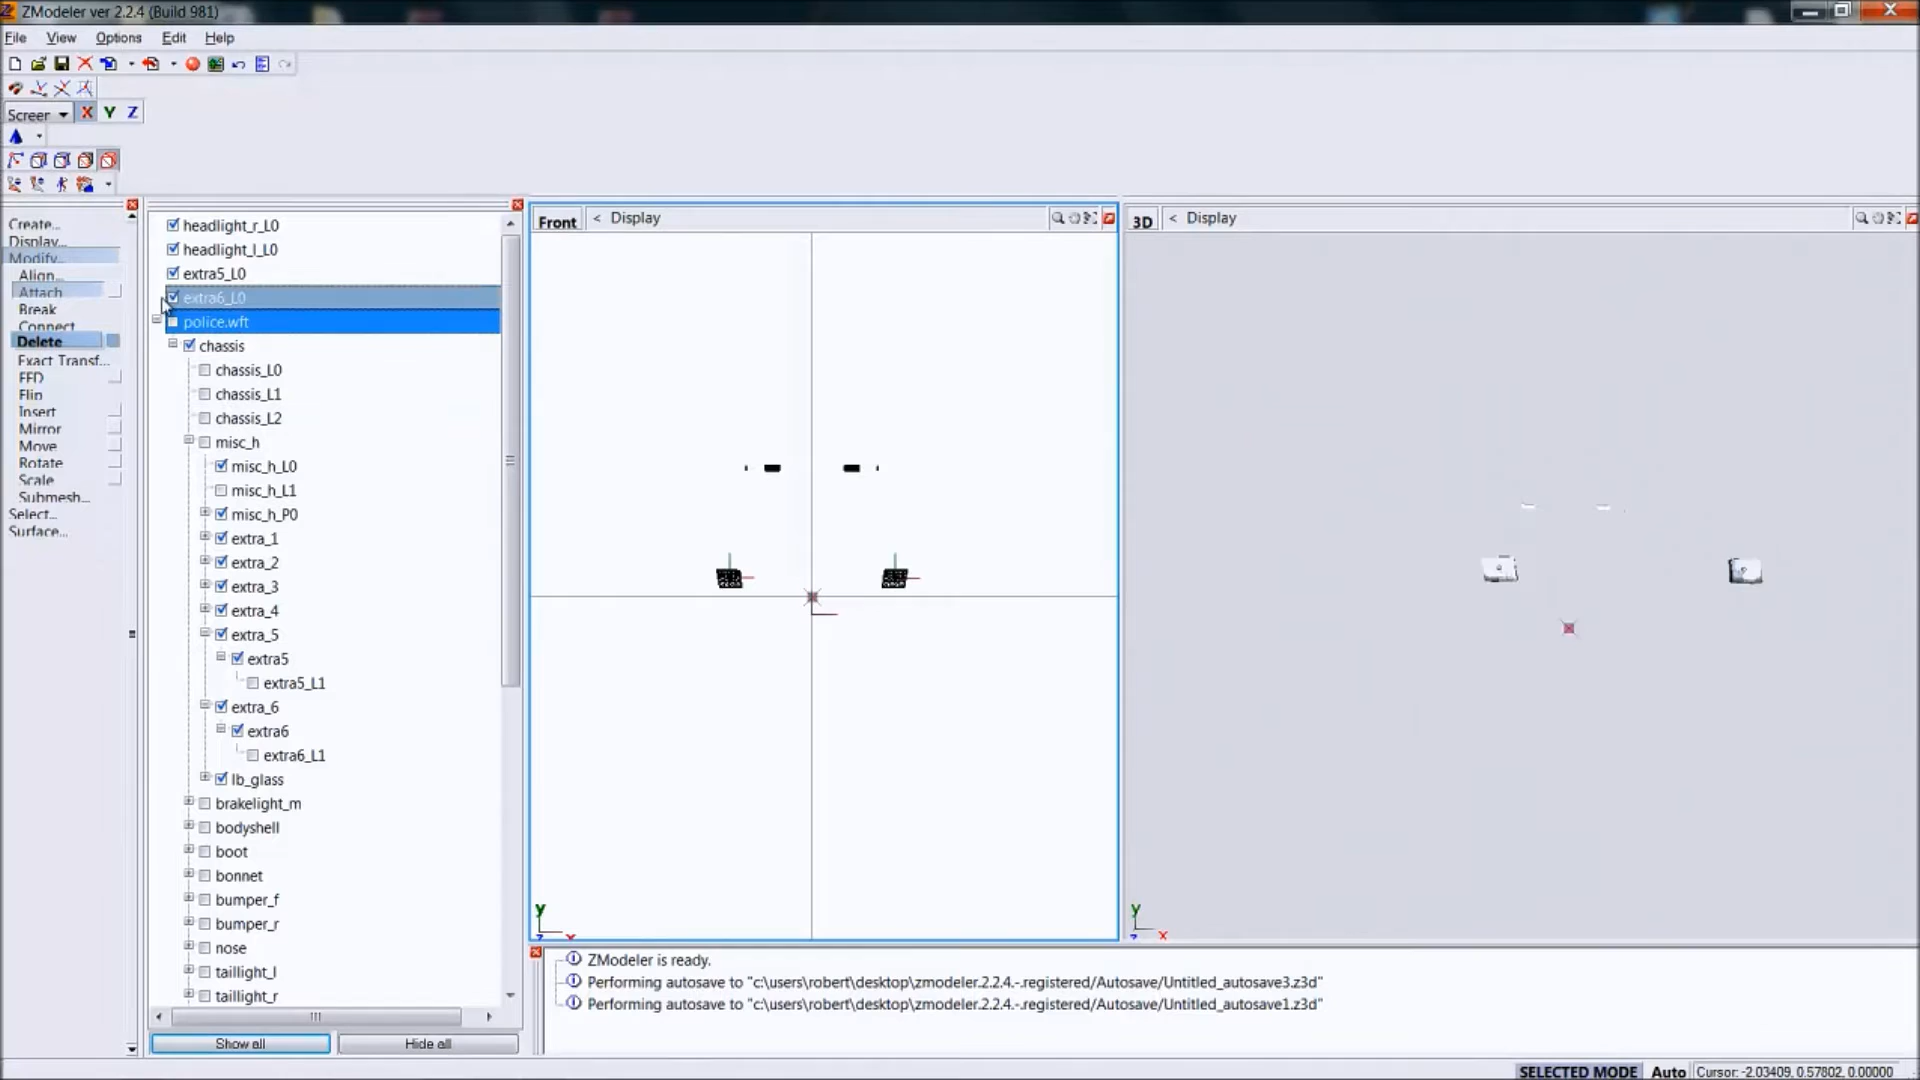 ZModeler ver 2.2.4 (Build 981)
File View Options Edit Help
Screer X Y Z
Create...
Display...
Modify...
Align...
Attach
Break
Connect
Delete
Exact Transf...
FFD
Flip
Insert
Mirror
Move
Rotate
Scale
Submesh...
Select...
Surface...
headlight_r_L0
headlight_l_L0
extra5_L0
extra6_L0
police.wft
chassis
chassis_L0
chassis_L1
chassis_L2
misc_h
misc_h_L0
misc_h_L1
misc_h_P0
extra_1
extra_2
extra_3
extra_4
extra_5
extra5
extra5_L1
extra_6
extra6
extra6_L1
lb_glass
brakelight_m
bodyshell
boot
bonnet
bumper_f
bumper_r
nose
taillight_l
taillight_r
Show all Hide all
Front < Display
y
z x
3D < Display
y
z x
ZModeler is ready.
Performing autosave to "c:\users\robert\desktop\zmodeler.2.2.4.-.registered/Autosave/Untitled_autosave3.z3d"
Performing autosave to "c:\users\robert\desktop\zmodeler.2.2.4.-.registered/Autosave/Untitled_autosave1.z3d"
SELECTED MODE Auto Cursor: -2.03409, 0.57802, 0.00000